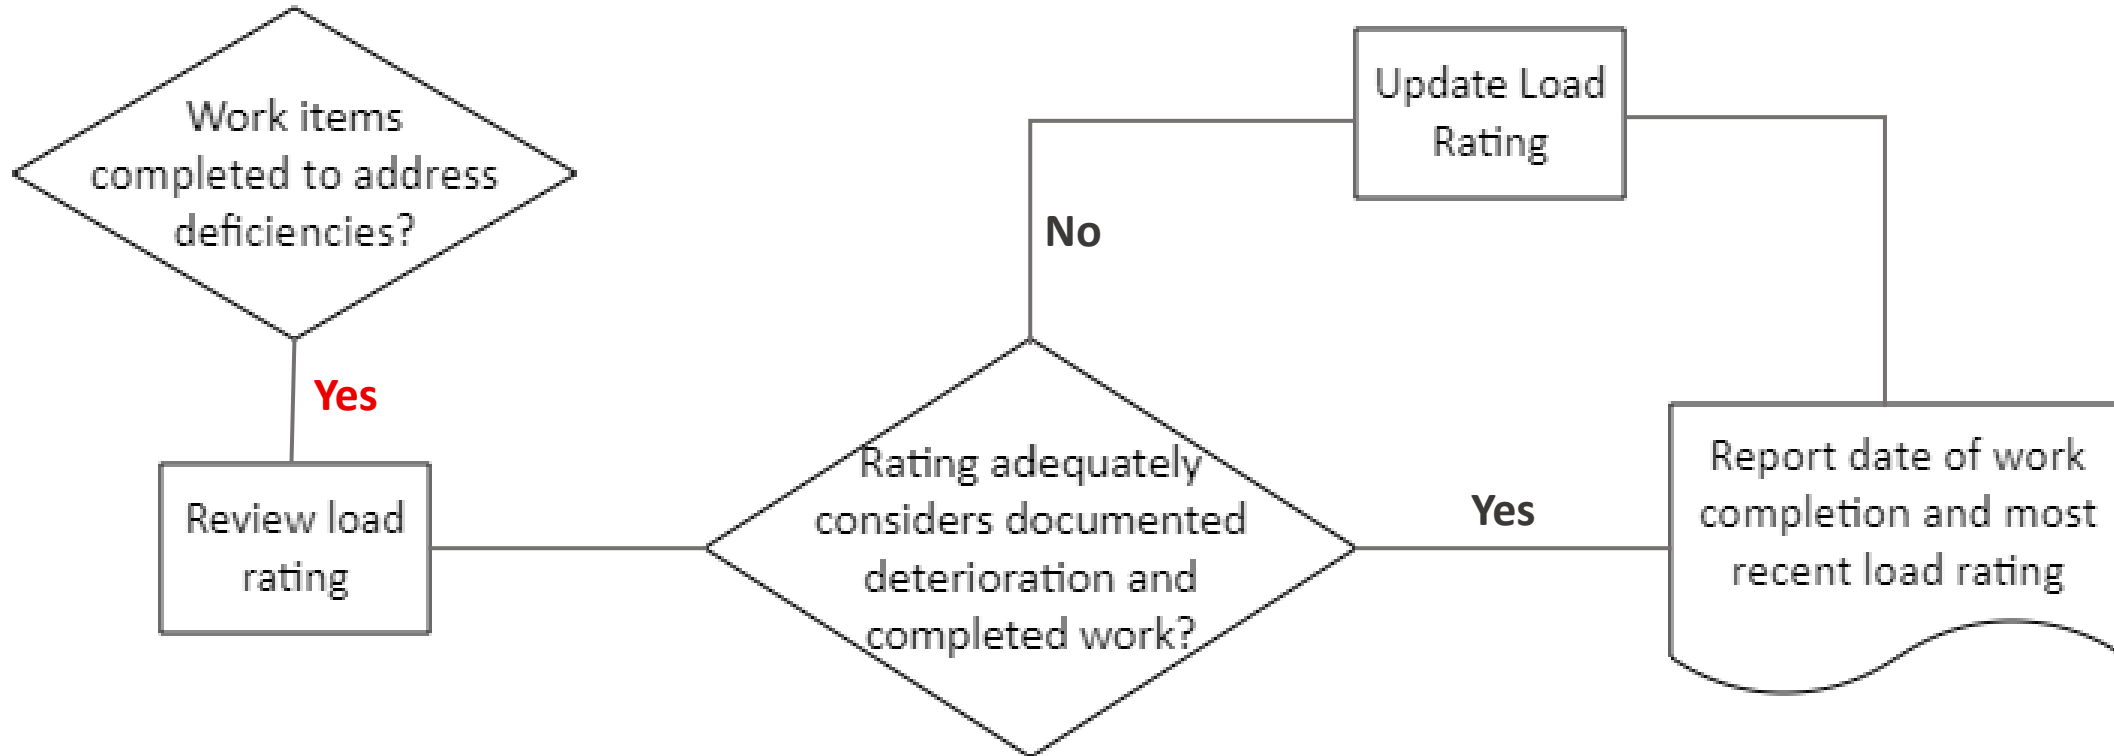 Work items
completed to address
deficiencies?
Yes
Review load
rating
Rating adequately
considers documented
deterioration and
completed work?
No
Update Load
Rating
Yes
Report date of work
completion and most
recent load rating